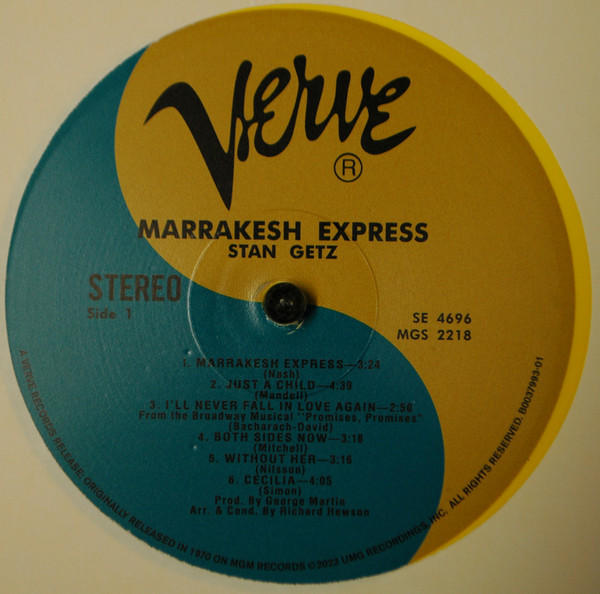 Verve
®
MARRAKESH EXPRESS
STAN GETZ
STEREO
Side 1
SE 4696
MGS 2218
1. MARRAKESH EXPRESS—3:24
(Nash)
2. JUST A CHILD—4:39
(Mandell)
3. I'LL NEVER FALL IN LOVE AGAIN—2:56
From the Broadway Musical "Promises, Promises"
(Bacharach-David)
4. BOTH SIDES NOW—3:18
(Mitchell)
5. WITHOUT HER—3:16
(Nilsson)
6. CECILIA—4:05
(Simon)
Prod. By George Martin
Arr. & Cond. By Richard Hewson
A VERVE RECORDS RELEASE; ORIGINALLY RELEASED IN 1970 ON MGM RECORDS ©2023 UMG RECORDINGS, INC. ALL RIGHTS RESERVED. B0037993-01